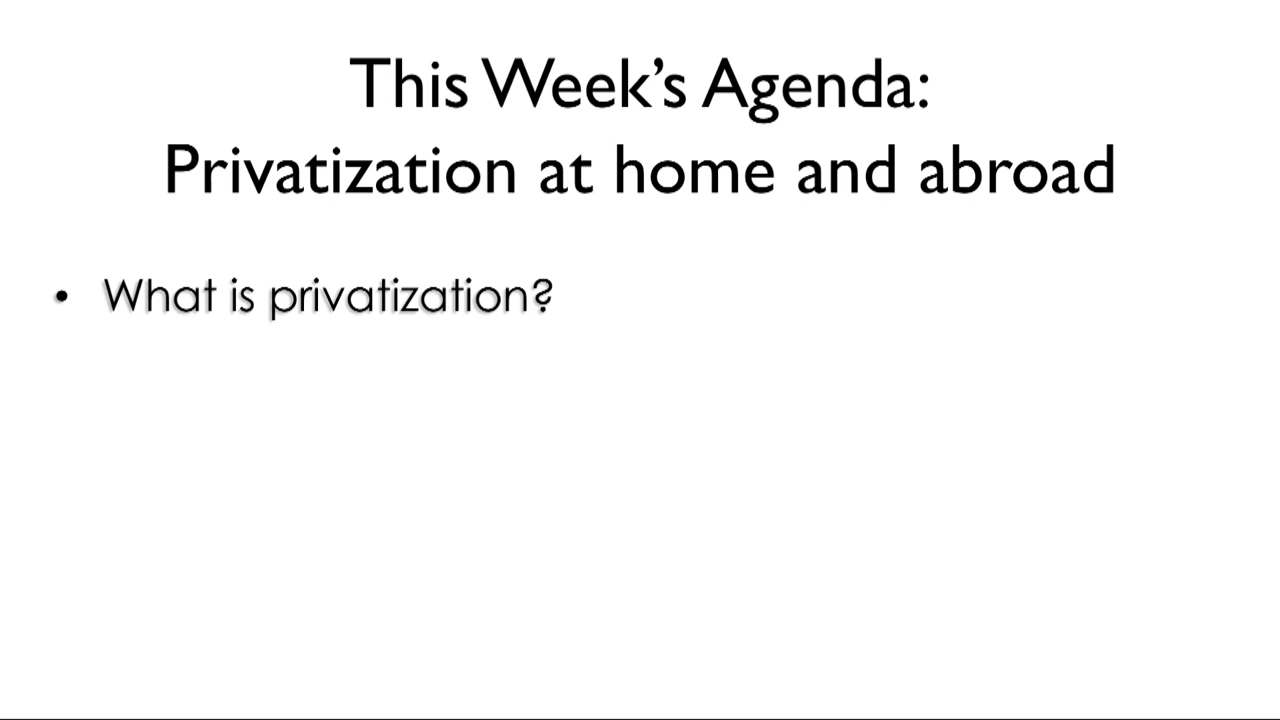 This Week’s Agenda:
Privatization at home and abroad
• What is privatization?